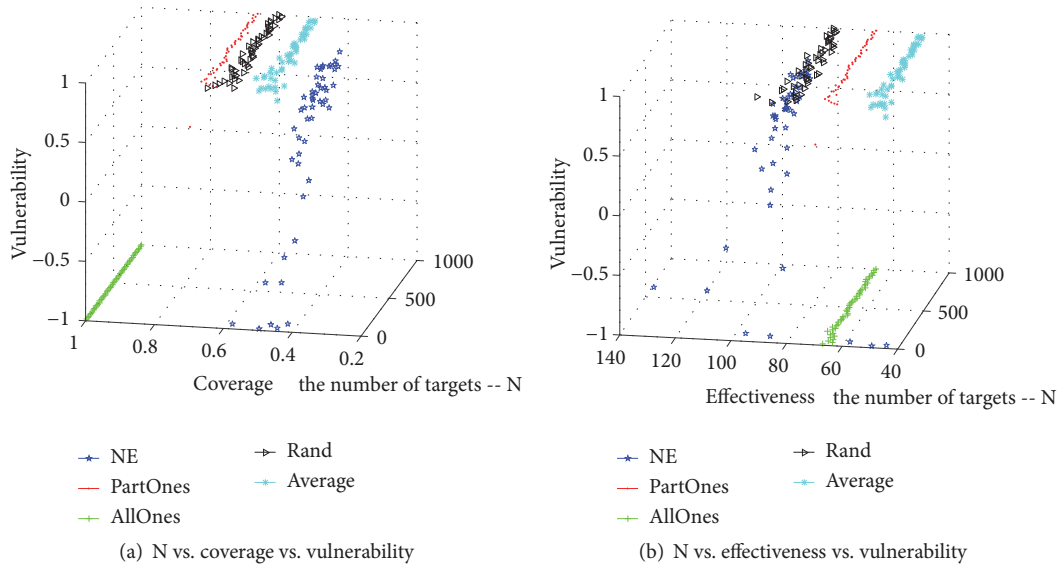 1
0.5
0
−0.5
−1
Vulnerability
1
0.8
0.6
0.4
0.2
0
500
1000
Coverage
the number of targets -- N
NE
PartOnes
AllOnes
Rand
Average
(a) N vs. coverage vs. vulnerability
1
0.5
0
−0.5
−1
Vulnerability
140
120
100
80
60
40
0
500
1000
Effectiveness
the number of targets -- N
NE
PartOnes
AllOnes
Rand
Average
(b) N vs. effectiveness vs. vulnerability